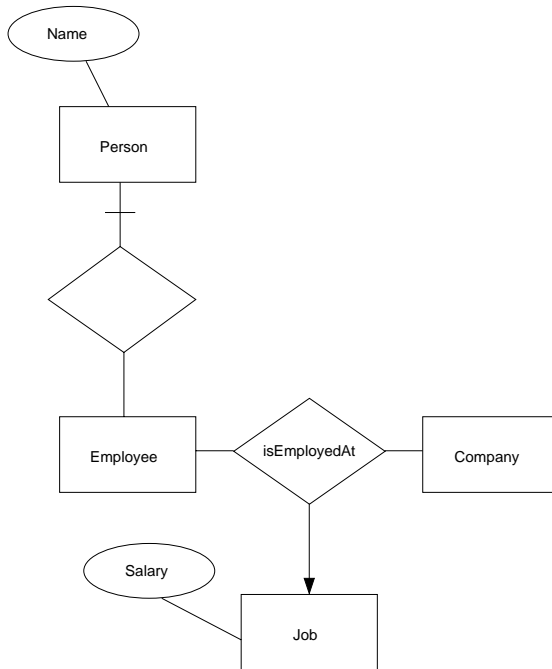 Name
Person
Employee
isEmployedAt
Company
Salary
Job